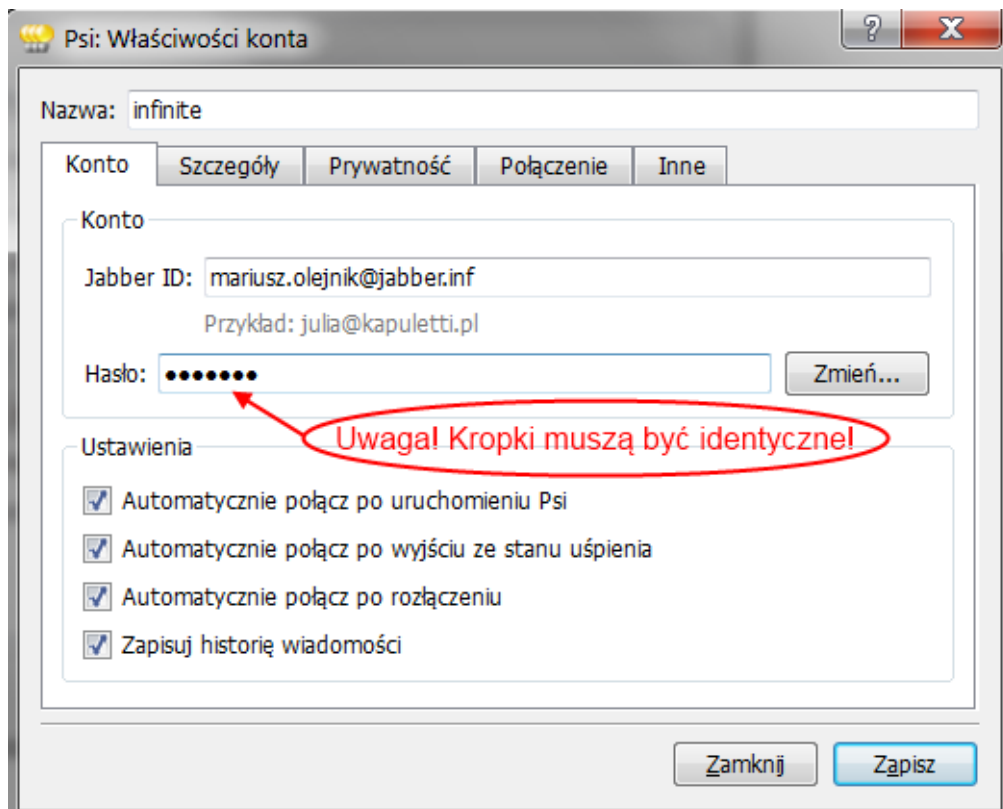 Psi: Właściwości konta
Nazwa: infinite
Konto Szczegóły Prywatność Połączenie Inne
Konto
Jabber ID: mariusz.olejnik@jabber.inf
Przykład: julia@kapuletti.pl
Hasło: ●●●●●●● Zmień...
Uwaga! Kropki muszą być identyczne!
Ustawienia
Automatycznie połącz po uruchomieniu Psi
Automatycznie połącz po wyjściu ze stanu uśpienia
Automatycznie połącz po rozłączeniu
Zapisuj historię wiadomości
Zamknij Zapisz